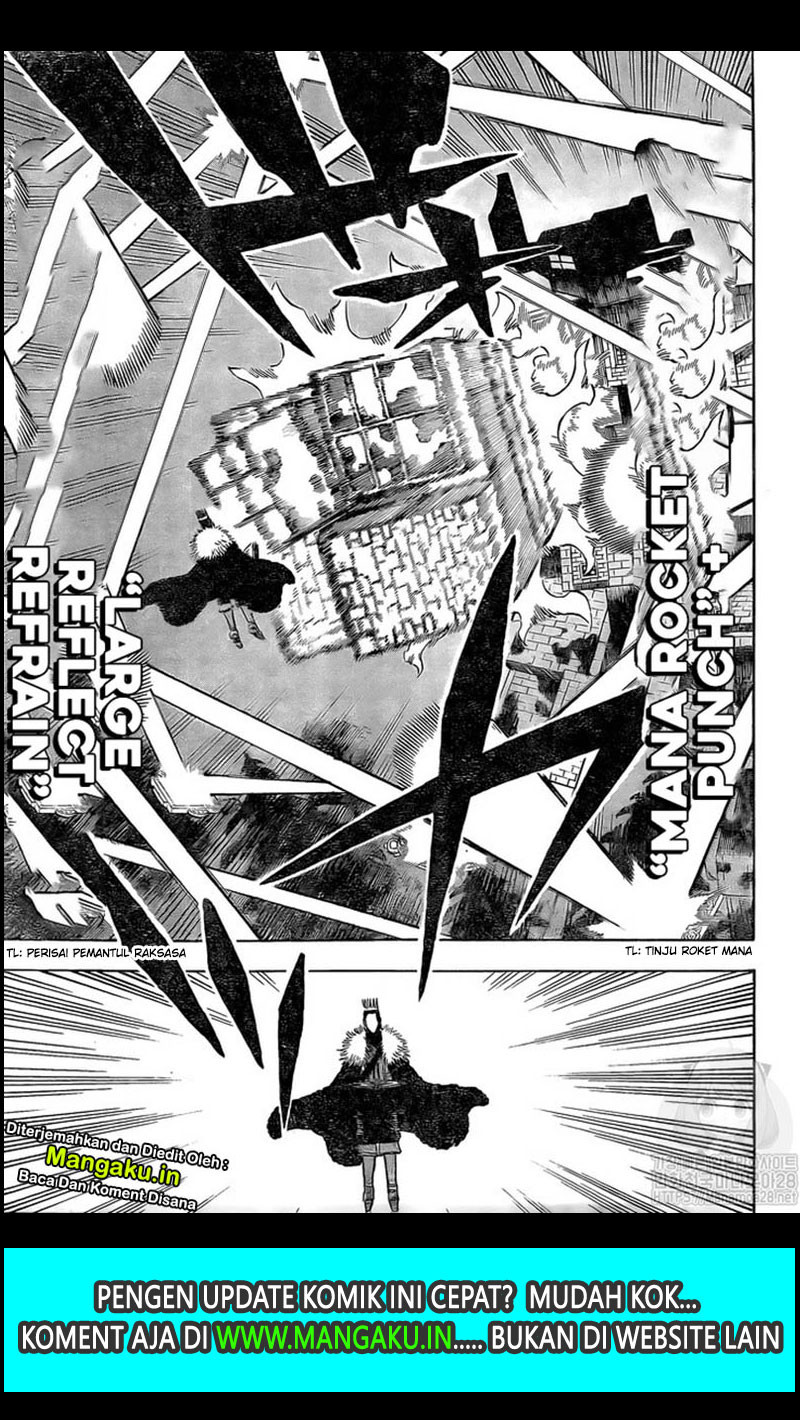 “MANA ROCKET
PUNCH” +
“LARGE
REFLECT
REFRAIN”
TL: PERISAI PEMANTUL RAKSASA
TL: TINJU ROKET MANA
Diterjemahkan dan Diedit Oleh :
Mangaku.in
Baca Dan Koment Disana
PENGEN UPDATE KOMIK INI CEPAT? MUDAH KOK...
KOMENT AJA DI WWW.MANGAKU.IN..... BUKAN DI WEBSITE LAIN